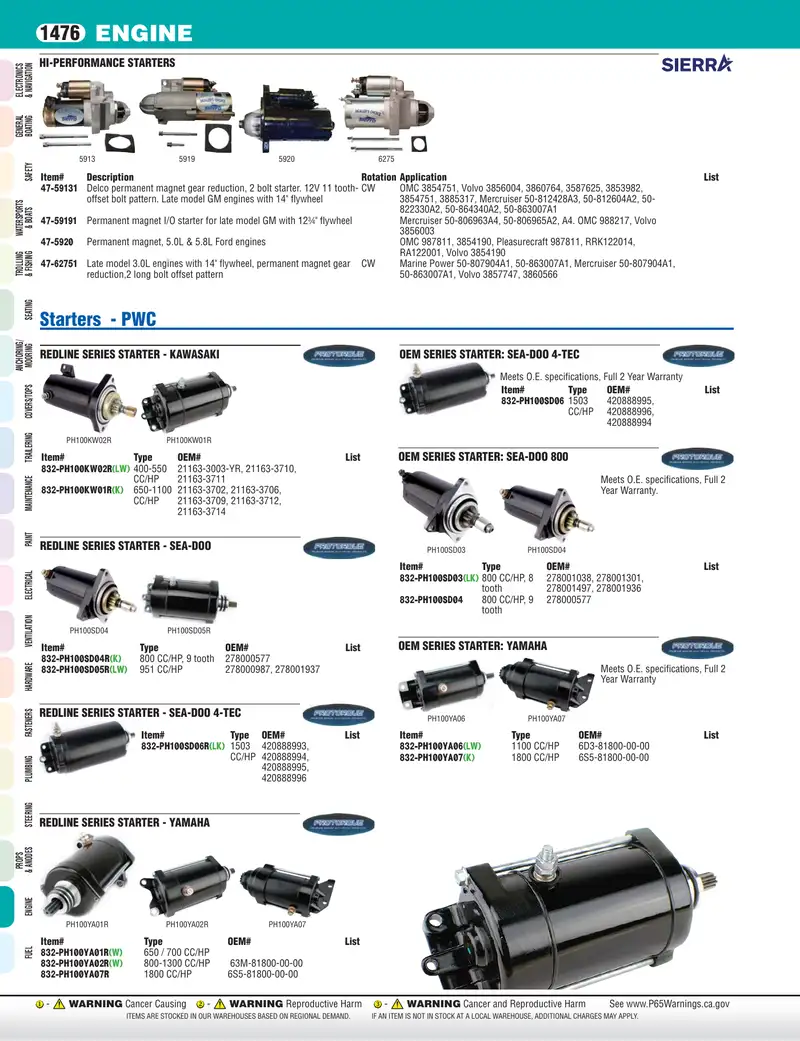 1476 ENGINE
HI-PERFORMANCE STARTERS
SIERRA
5913 5919 5920 6275
Item# Description Rotation Application List
47-59131 Delco permanent magnet gear reduction, 2 bolt starter. 12V 11 tooth- CW OMC 3854751, Volvo 3856004, 3860764, 3587625, 3853982,
offset bolt pattern. Late model GM engines with 14" flywheel 3854751, 3885317, Mercruiser 50-812428A3, 50-812604A2, 50-
822330A2, 50-864340A2, 50-863007A1
47-59191 Permanent magnet I/O starter for late model GM with 12¾" flywheel Mercruiser 50-806963A4, 50-806965A2, A4. OMC 988217, Volvo
3856003
47-5920 Permanent magnet, 5.0L & 5.8L Ford engines OMC 987811, 3854190, Pleasurecraft 987811, RRK122014,
RA122001, Volvo 3854190
47-62751 Late model 3.0L engines with 14" flywheel, permanent magnet gear CW Marine Power 50-807904A1, 50-863007A1, Mercruiser 50-807904A1,
reduction,2 long bolt offset pattern 50-863007A1, Volvo 3857747, 3860566
Starters - PWC
REDLINE SERIES STARTER - KAWASAKI
PROTORQUE
PH100KW02R PH100KW01R
Item# Type OEM# List
832-PH100KW02R(LW) 400-550 21163-3003-YR, 21163-3710,
CC/HP 21163-3711
832-PH100KW01R(K) 650-1100 21163-3702, 21163-3706,
CC/HP 21163-3709, 21163-3712,
21163-3714
REDLINE SERIES STARTER - SEA-DOO
PROTORQUE
PH100SD04 PH100SD05R
Item# Type OEM# List
832-PH100SD04R(K) 800 CC/HP, 9 tooth 278000577
832-PH100SD05R(LW) 951 CC/HP 278000987, 278001937
REDLINE SERIES STARTER - SEA-DOO 4-TEC
PROTORQUE
Item# Type OEM# List
832-PH100SD06R(LK) 1503 420888993,
CC/HP 420888994,
420888995,
420888996
REDLINE SERIES STARTER - YAMAHA
PROTORQUE
PH100YA01R PH100YA02R PH100YA07
Item# Type OEM# List
832-PH100YA01R(W) 650 / 700 CC/HP
832-PH100YA02R(W) 800-1300 CC/HP 63M-81800-00-00
832-PH100YA07R 1800 CC/HP 6S5-81800-00-00
OEM SERIES STARTER: SEA-DOO 4-TEC
PROTORQUE
Meets O.E. specifications, Full 2 Year Warranty
Item# Type OEM# List
832-PH100SD06 1503 420888995,
CC/HP 420888996,
420888994
OEM SERIES STARTER: SEA-DOO 800
PROTORQUE
Meets O.E. specifications, Full 2
Year Warranty.
PH100SD03 PH100SD04
Item# Type OEM# List
832-PH100SD03(LK) 800 CC/HP, 8 278001038, 278001301,
tooth 278001497, 278001936
832-PH100SD04 800 CC/HP, 9 278000577
tooth
OEM SERIES STARTER: YAMAHA
PROTORQUE
Meets O.E. specifications, Full 2
Year Warranty
PH100YA06 PH100YA07
Item# Type OEM# List
832-PH100YA06(LW) 1100 CC/HP 6D3-81800-00-00
832-PH100YA07(K) 1800 CC/HP 6S5-81800-00-00
ELECTRONICS
& NAVIGATION
GENERAL
BOATING
SAFETY
WATERSPORTS
& BOATS
TROLLING
& FISHING
SEATING
ANCHORING/
MOORING
COVERS/TOPS
TRAILERING
MAINTENANCE
PAINT
ELECTRICAL
VENTILATION
HARDWARE
FASTENERS
PLUMBING
STEERING
PROPS
& ANODES
ENGINE
FUEL
1 - WARNING Cancer Causing 2 - WARNING Reproductive Harm 3 - WARNING Cancer and Reproductive Harm See www.P65Warnings.ca.gov
ITEMS ARE STOCKED IN OUR WAREHOUSES BASED ON REGIONAL DEMAND. IF AN ITEM IS NOT IN STOCK AT A LOCAL WAREHOUSE, ADDITIONAL CHARGES MAY APPLY.